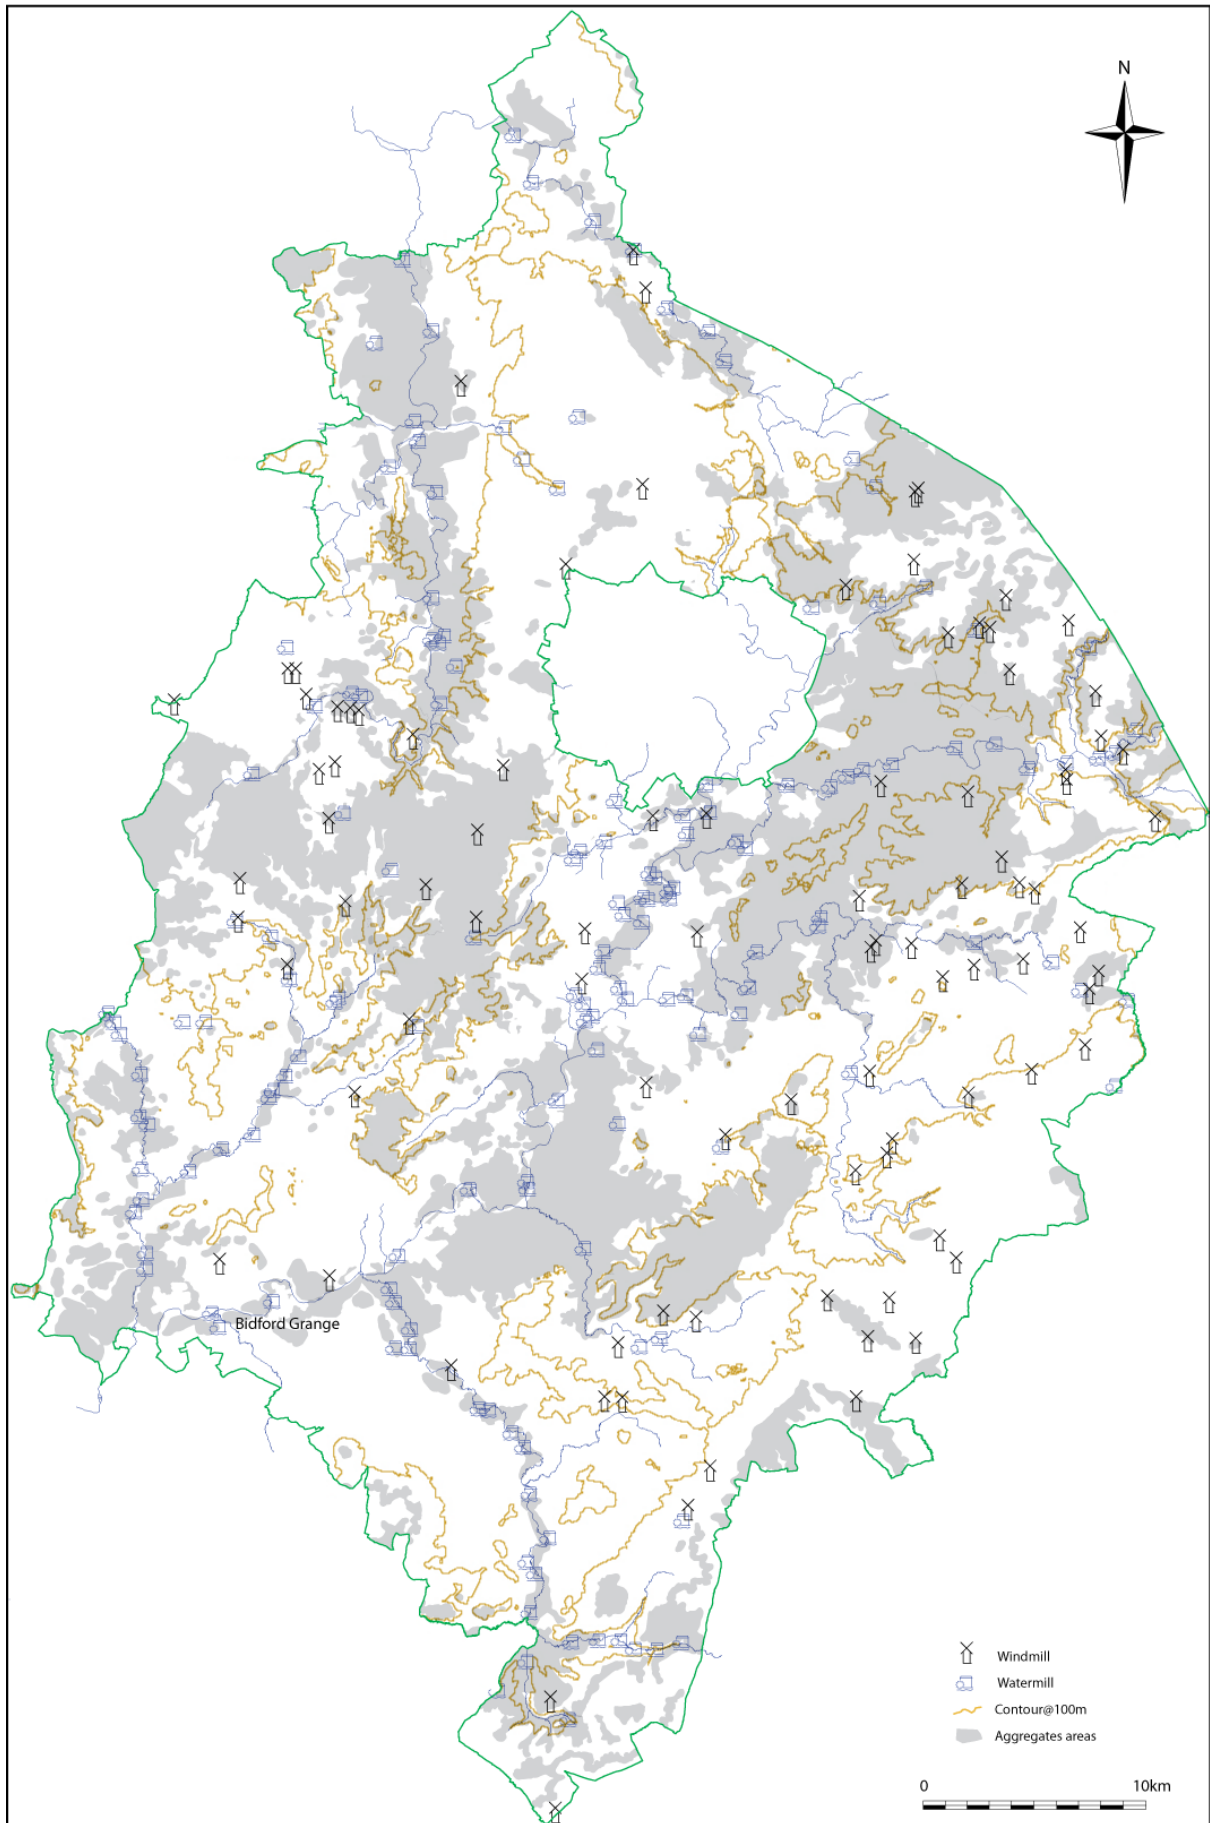 N
Bidford Grange
Windmill
Watermill
Contour@100m
Aggregates areas
0 10km